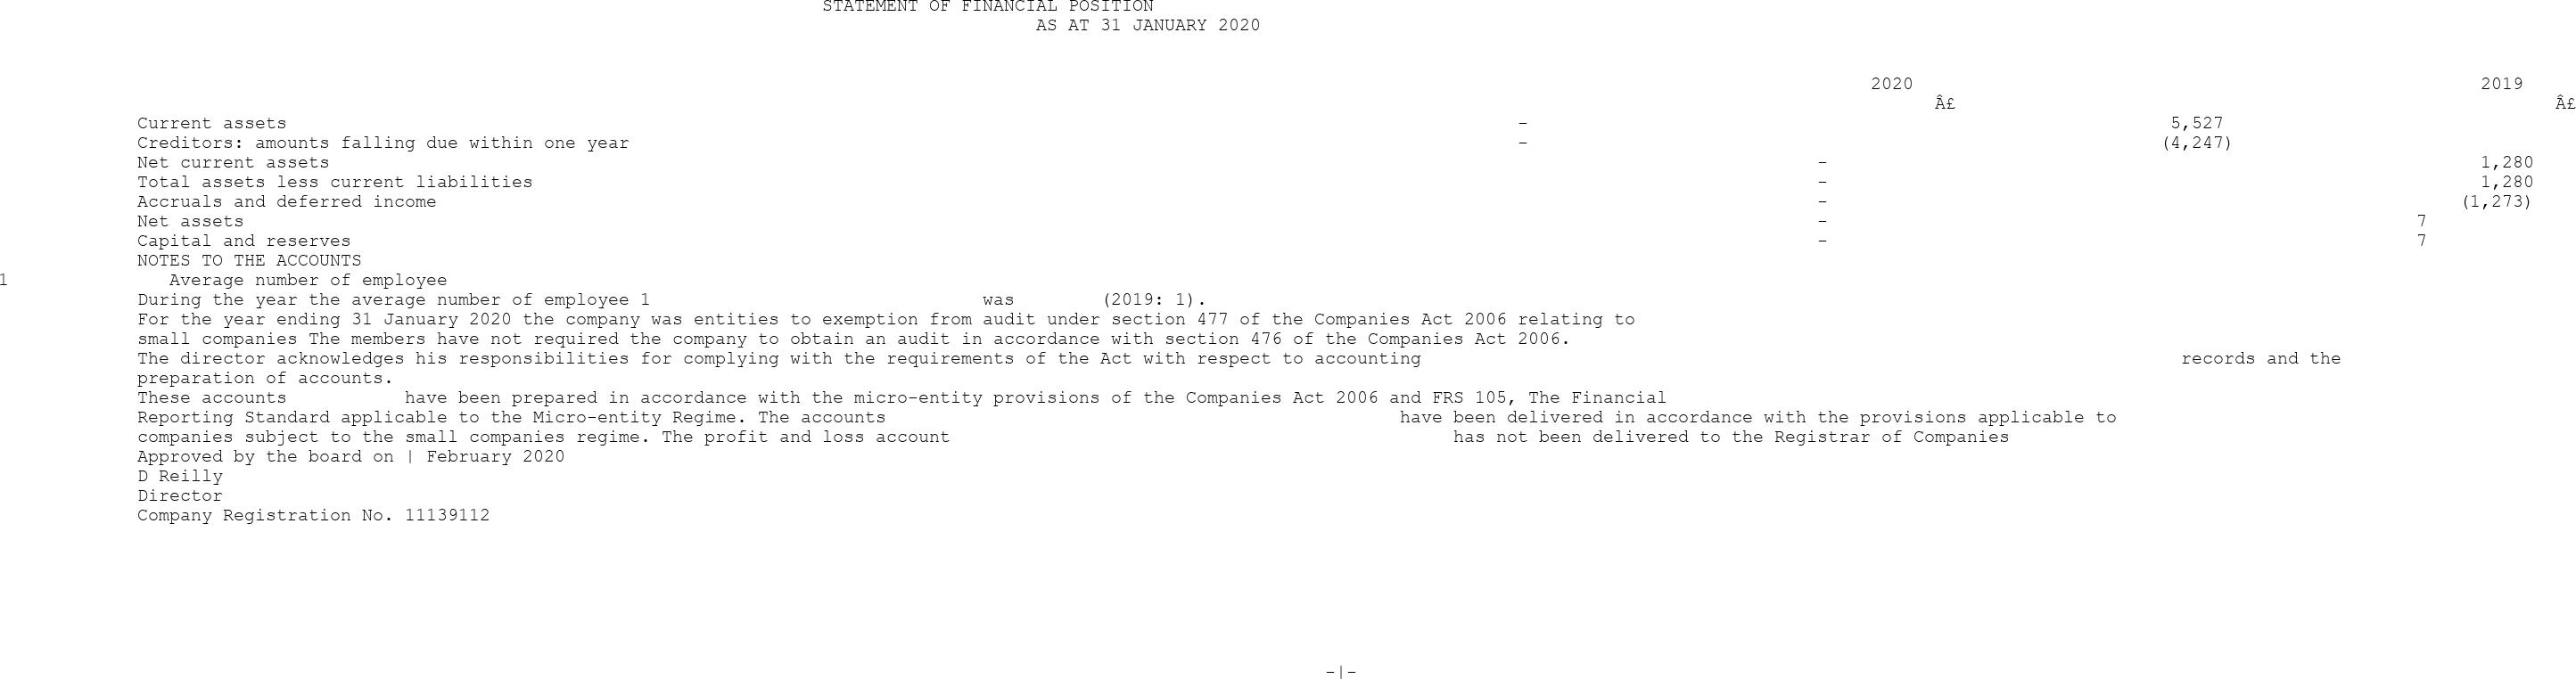 STATEMENT OF FINANCIAL POSITION
AS AT 31 JANUARY 2020
2020 2019
Â£ Â£
Current assets - 5,527
Creditors: amounts falling due within one year - (4,247)
Net current assets - 1,280
Total assets less current liabilities - 1,280
Accruals and deferred income - (1,273)
Net assets - 7
Capital and reserves - 7
NOTES TO THE ACCOUNTS
1 Average number of employee
During the year the average number of employee 1 was (2019: 1).
For the year ending 31 January 2020 the company was entities to exemption from audit under section 477 of the Companies Act 2006 relating to
small companies The members have not required the company to obtain an audit in accordance with section 476 of the Companies Act 2006.
The director acknowledges his responsibilities for complying with the requirements of the Act with respect to accounting records and the
preparation of accounts.
These accounts have been prepared in accordance with the micro-entity provisions of the Companies Act 2006 and FRS 105, The Financial
Reporting Standard applicable to the Micro-entity Regime. The accounts have been delivered in accordance with the provisions applicable to
companies subject to the small companies regime. The profit and loss account has not been delivered to the Registrar of Companies
Approved by the board on | February 2020
D Reilly
Director
Company Registration No. 11139112
-|-